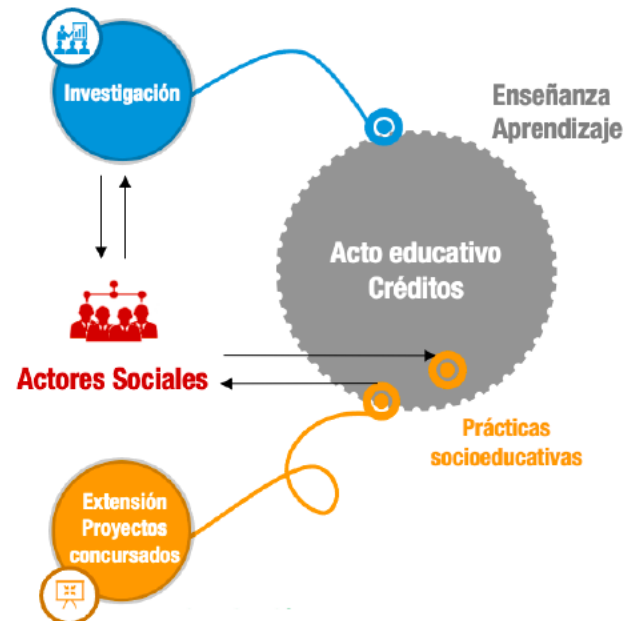 Investigación
Enseñanza
Aprendizaje
Acto educativo
Créditos
Actores Sociales
Prácticas
socioeducativas
Extensión
Proyectos
concursados